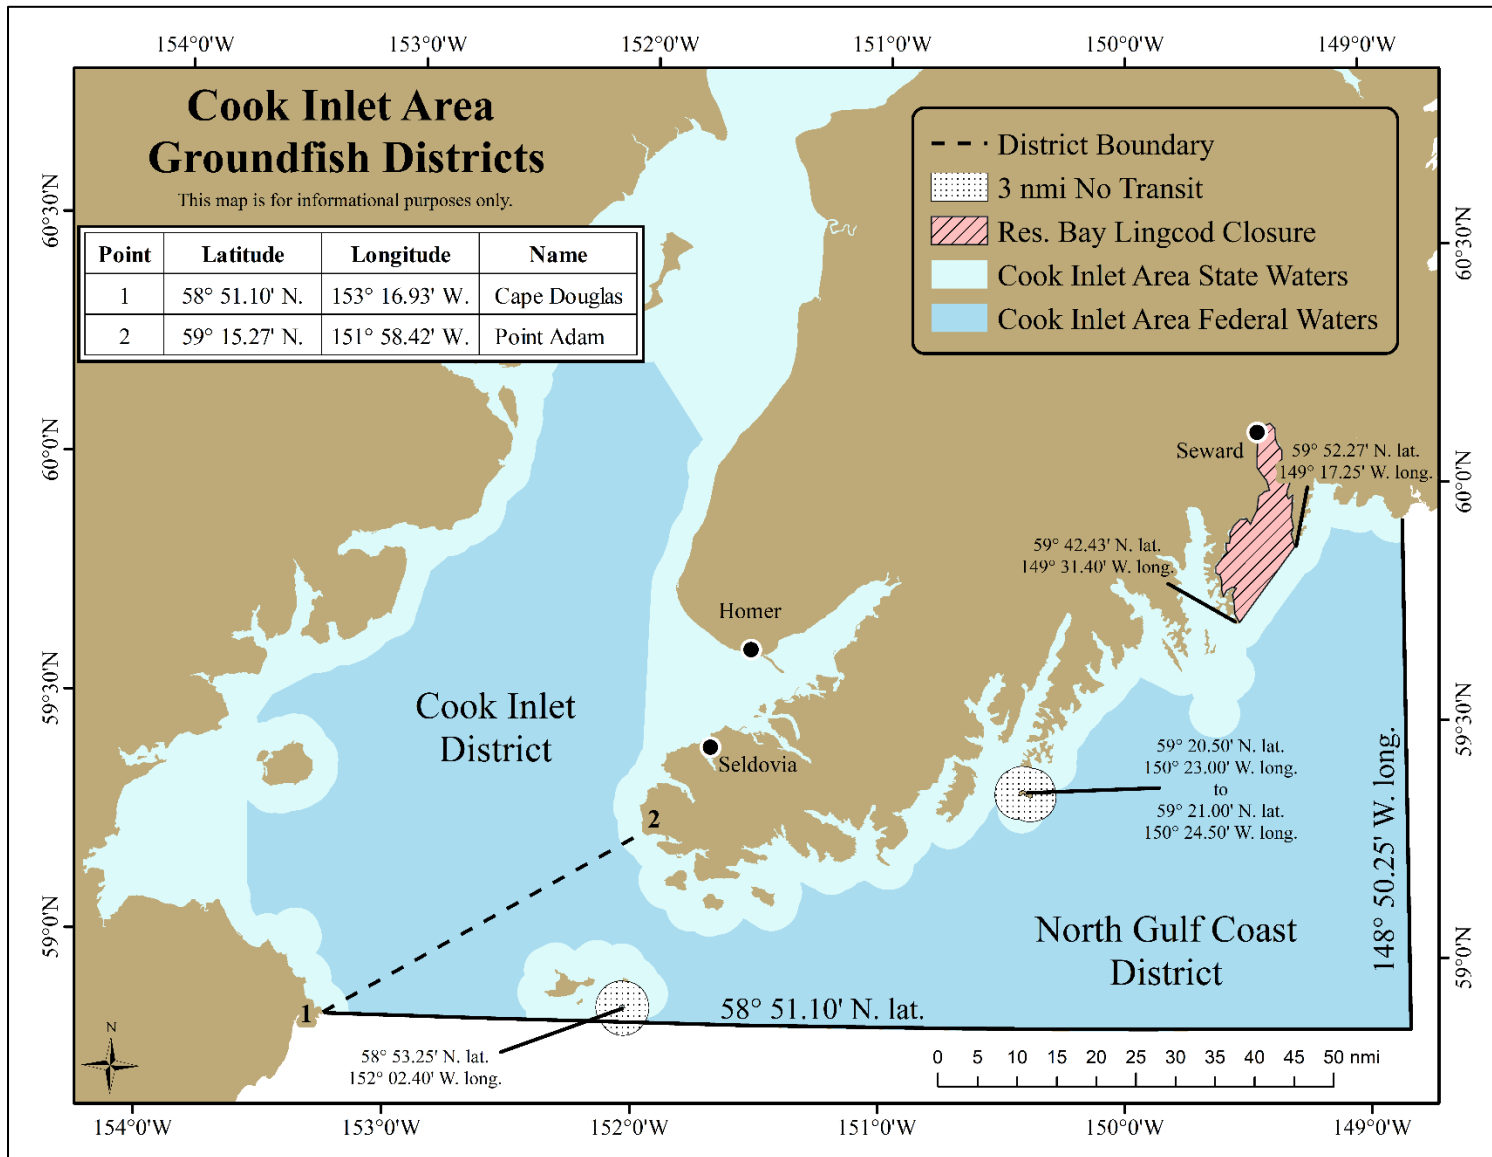 154°0'W 153°0'W 152°0'W 151°0'W 150°0'W 149°0'W
Cook Inlet Area
Groundfish Districts
This map is for informational purposes only.
Point Latitude Longitude Name
1 58° 51.10' N. 153° 16.93' W. Cape Douglas
2 59° 15.27' N. 151° 58.42' W. Point Adam
District Boundary
3 nmi No Transit
Res. Bay Lingcod Closure
Cook Inlet Area State Waters
Cook Inlet Area Federal Waters
60°30'N
60°0'N
59°30'N
59°0'N
60°30'N
60°0'N
59°30'N
59°0'N
Seward
59° 52.27' N. lat.
149° 17.25' W. long.
59° 42.43' N. lat.
149° 31.40' W. long.
Homer
Cook Inlet
District
Seldovia
2
59° 20.50' N. lat.
150° 23.00' W. long.
to
59° 21.00' N. lat.
150° 24.50' W. long.
148° 50.25' W. long.
North Gulf Coast
District
1
58° 51.10' N. lat.
N
58° 53.25' N. lat.
152° 02.40' W. long.
0 5 10 15 20 25 30 35 40 45 50 nmi
154°0'W 153°0'W 152°0'W 151°0'W 150°0'W 149°0'W